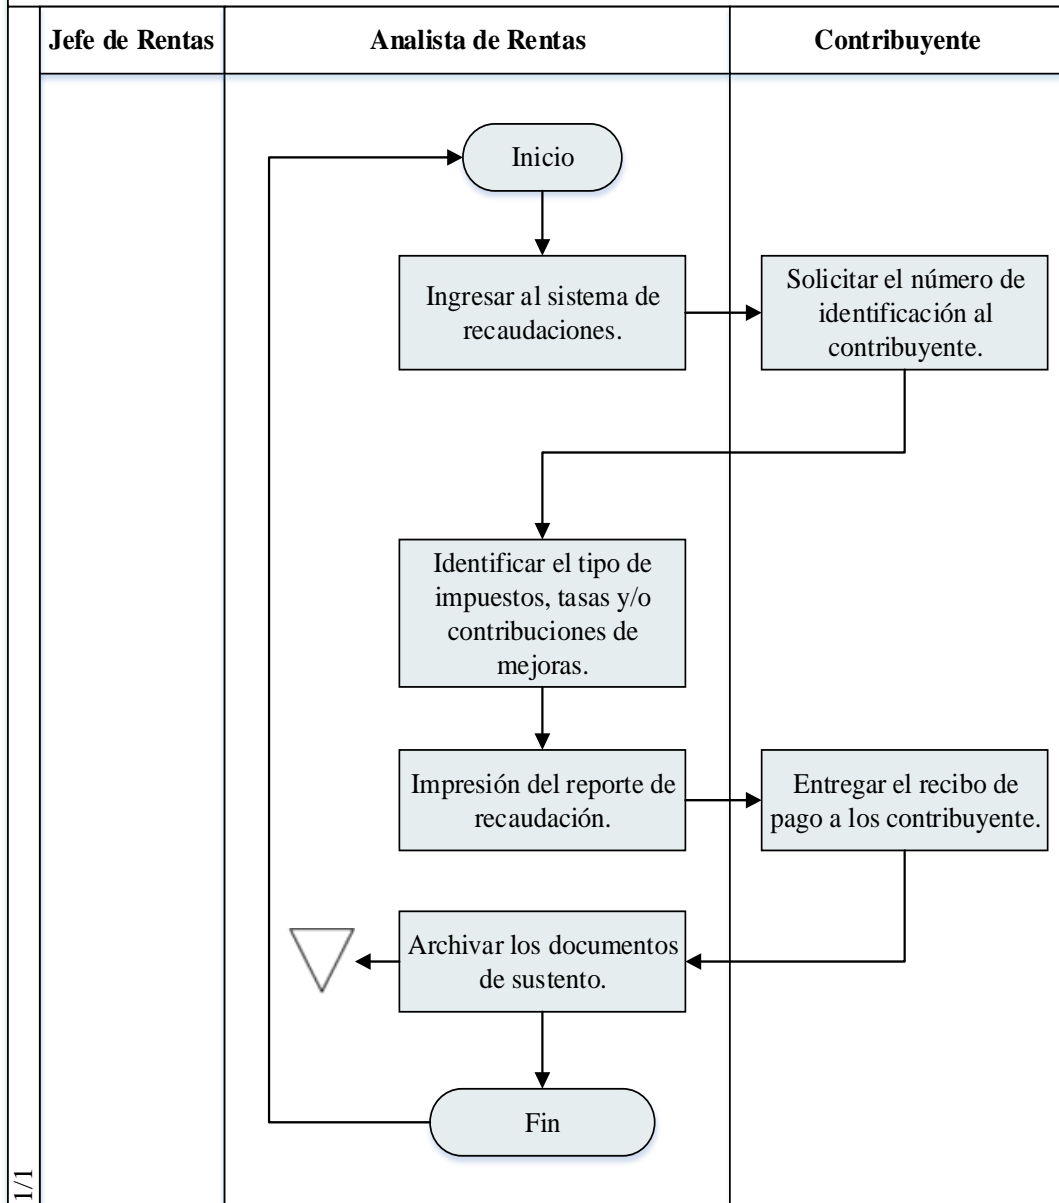 Jefe de Rentas
Analista de Rentas
Contribuyente
Inicio
Ingresar al sistema de
recaudaciones.
Solicitar el número de
identificación al
contribuyente.
Identificar el tipo de
impuestos, tasas y/o
contribuciones de
mejoras.
Impresión del reporte de
recaudación.
Entregar el recibo de
pago a los contribuyente.
Archivar los documentos
de sustento.
Fin
1/1